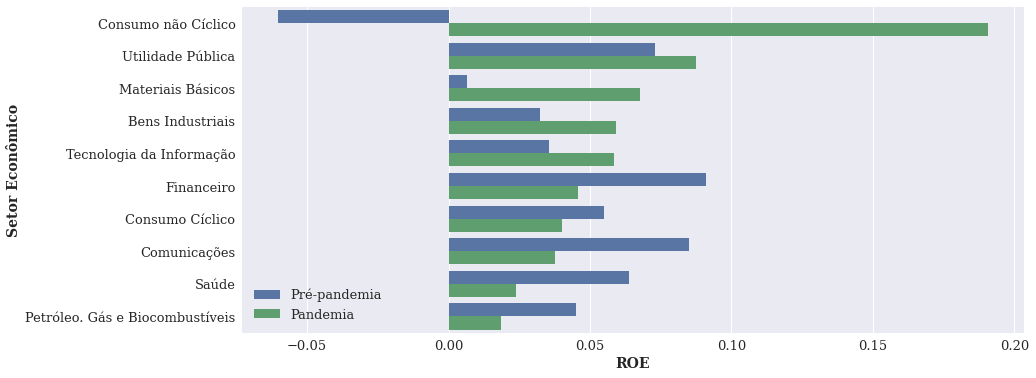 Setor Econômico
Consumo não Cíclico
Utilidade Pública
Materiais Básicos
Bens Industriais
Tecnologia da Informação
Financeiro
Consumo Cíclico
Comunicações
Saúde
Petróleo. Gás e Biocombustíveis
Pré-pandemia
Pandemia
−0.05 0.00 0.05 0.10 0.15 0.20
ROE